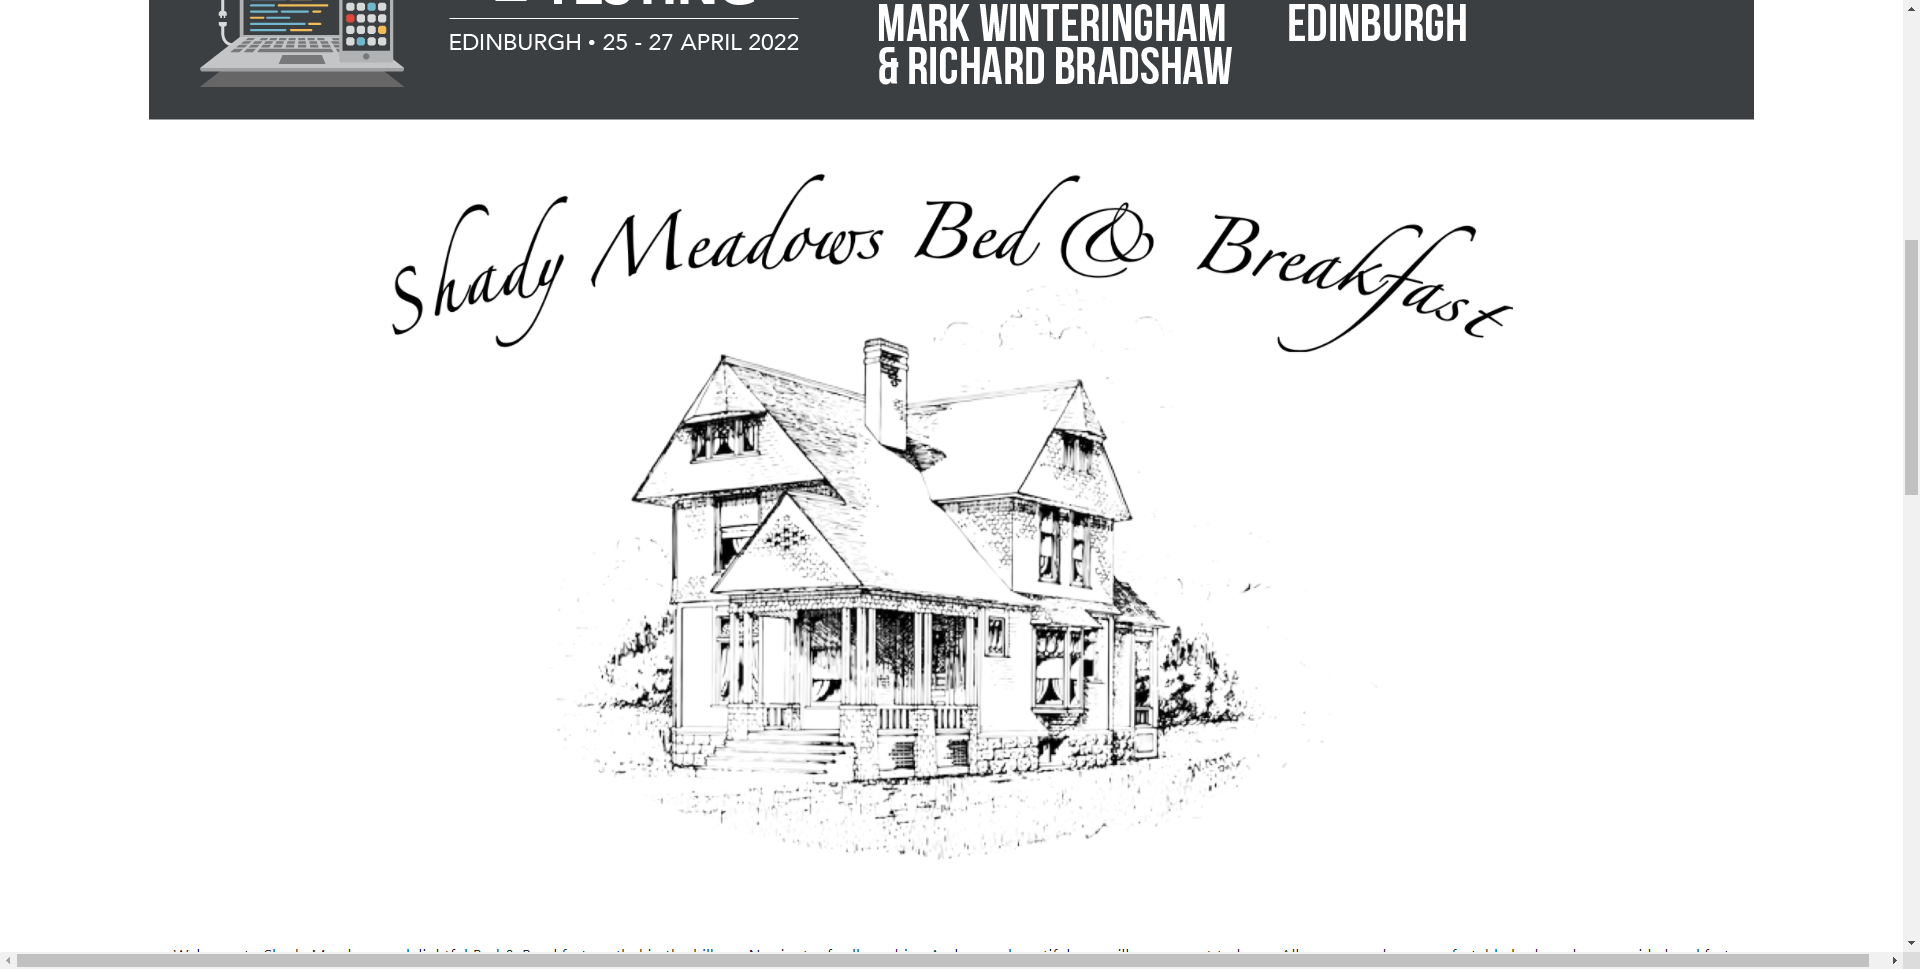 EDINBURGH • 25 - 27 APRIL 2022
MARK WINTERINGHAM
& RICHARD BRADSHAW
EDINBURGH
Shady Meadows Bed & Breakfast